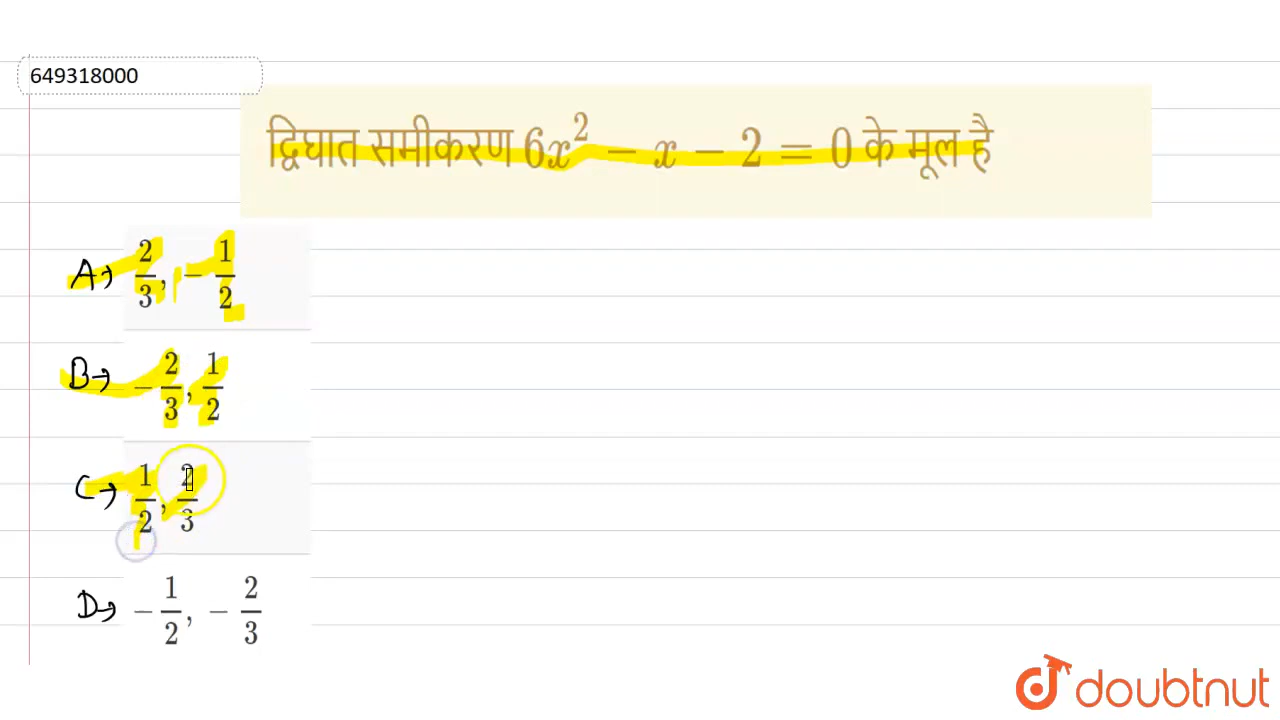 649318000
द्विघात समीकरण 6x² − x − 2 = 0 के मूल है
A→ 2/3, −1/2
B→ −2/3, 1/2
C→ 1/2, 2/3
D→ −1/2, −2/3
doubtnut